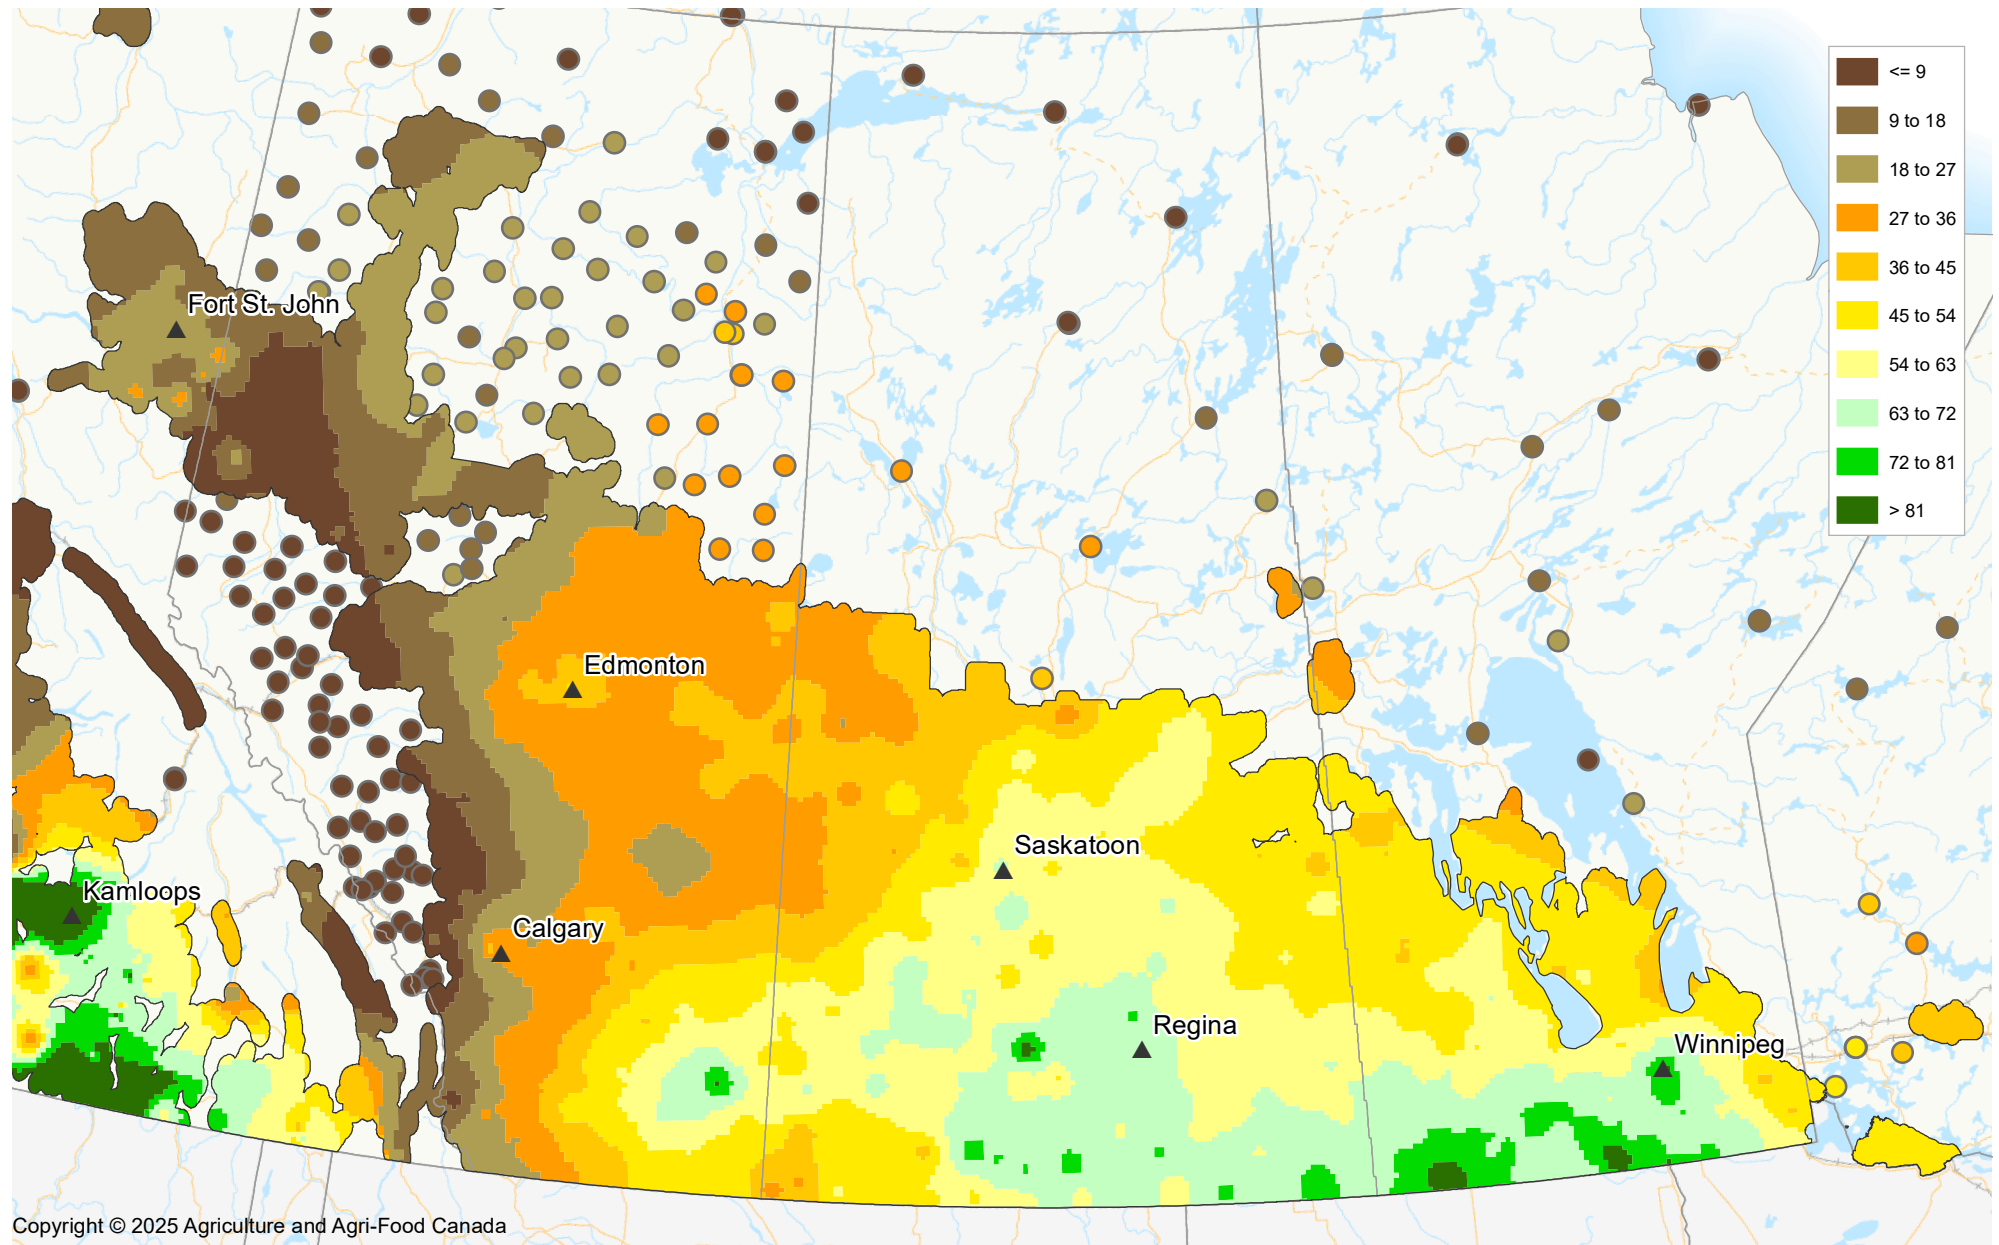 <= 9
9 to 18
18 to 27
27 to 36
36 to 45
45 to 54
54 to 63
63 to 72
72 to 81
> 81
Fort St. John
Edmonton
Saskatoon
Kamloops
Calgary
Regina
Winnipeg
Copyright © 2025 Agriculture and Agri-Food Canada